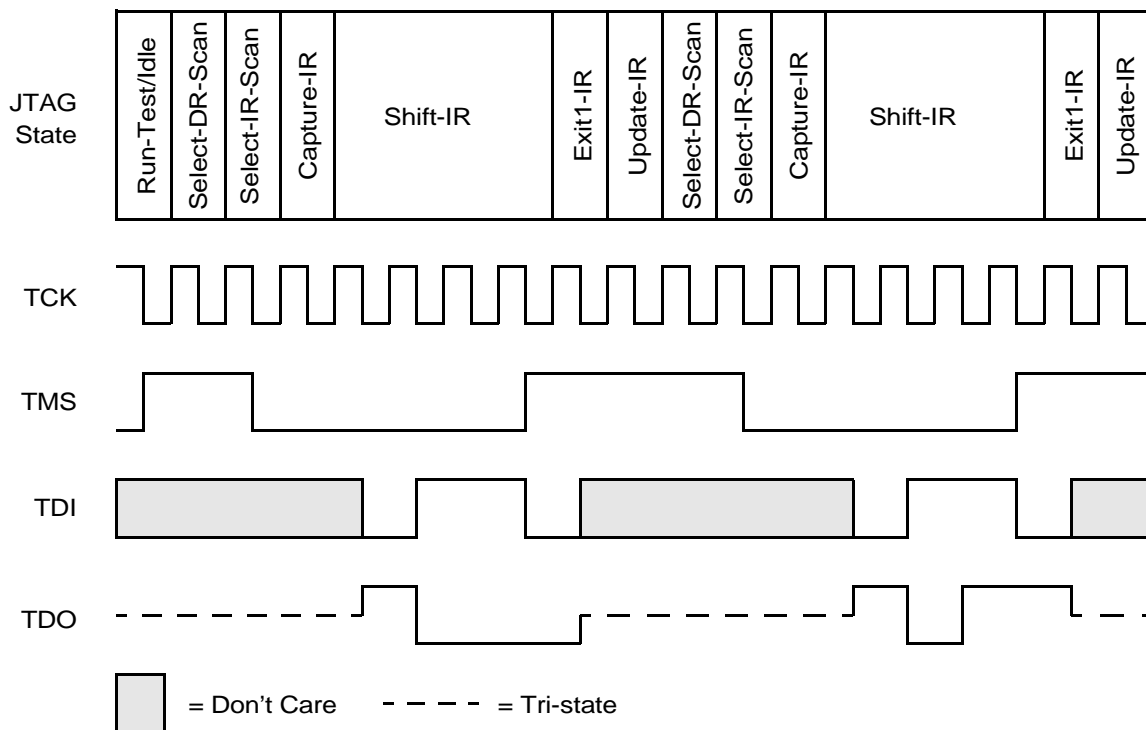 JTAG
State
Run-Test/Idle
Select-DR-Scan
Select-IR-Scan
Capture-IR
Shift-IR
Exit1-IR
Update-IR
Select-DR-Scan
Select-IR-Scan
Capture-IR
Shift-IR
Exit1-IR
Update-IR
TCK
TMS
TDI
TDO
= Don't Care
= Tri-state